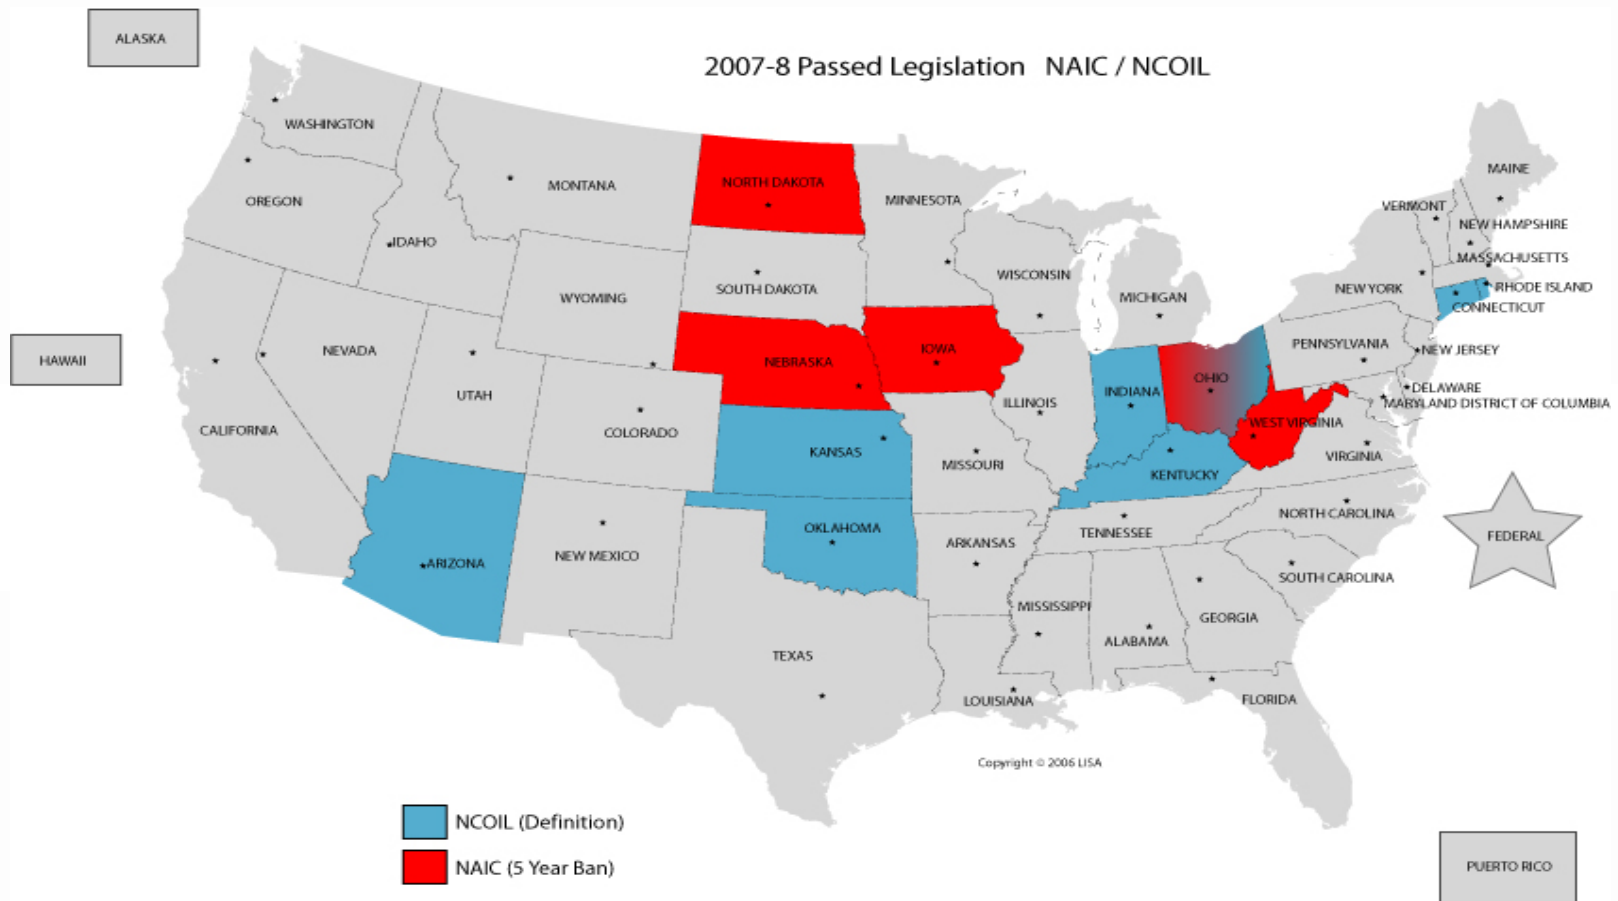 ALASKA
2007-8 Passed Legislation NAIC / NCOIL
WASHINGTON
MAINE
MONTANA
NORTH DAKOTA
OREGON
MINNESOTA
VERMONT
NEW HAMPSHIRE
IDAHO
MASSACHUSETTS
WISCONSIN
SOUTH DAKOTA
NEW YORK
RHODE ISLAND
WYOMING
MICHIGAN
CONNECTICUT
HAWAII
NEVADA
NEBRASKA
IOWA
PENNSYLVANIA
NEW JERSEY
OHIO
UTAH
INDIANA
DELAWARE
ILLINOIS
MARYLAND DISTRICT OF COLUMBIA
CALIFORNIA
COLORADO
WEST VIRGINIA
KANSAS
MISSOURI
KENTUCKY
VIRGINIA
OKLAHOMA
NORTH CAROLINA
TENNESSEE
FEDERAL
ARIZONA
NEW MEXICO
ARKANSAS
SOUTH CAROLINA
MISSISSIPPI
GEORGIA
ALABAMA
TEXAS
LOUISIANA
FLORIDA
Copyright © 2006 LISA
NCOIL (Definition)
NAIC (5 Year Ban)
PUERTO RICO